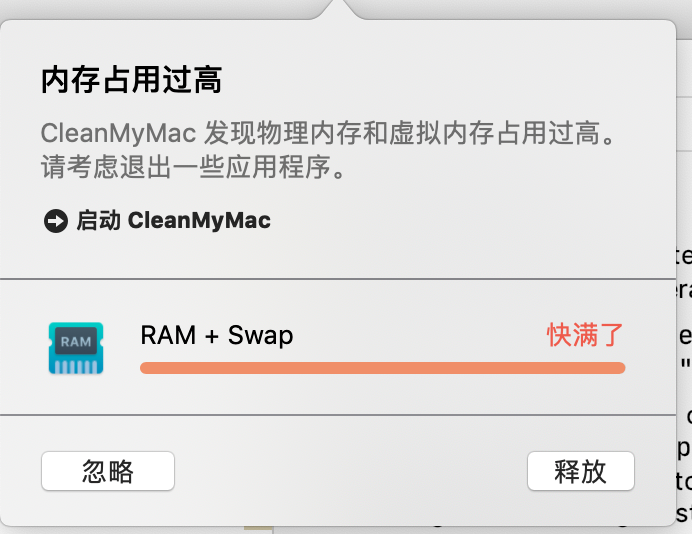 内存占用过高
CleanMyMac 发现物理内存和虚拟内存占用过高。
请考虑退出一些应用程序。
启动 CleanMyMac
RAM
RAM + Swap
快满了
忽略
释放